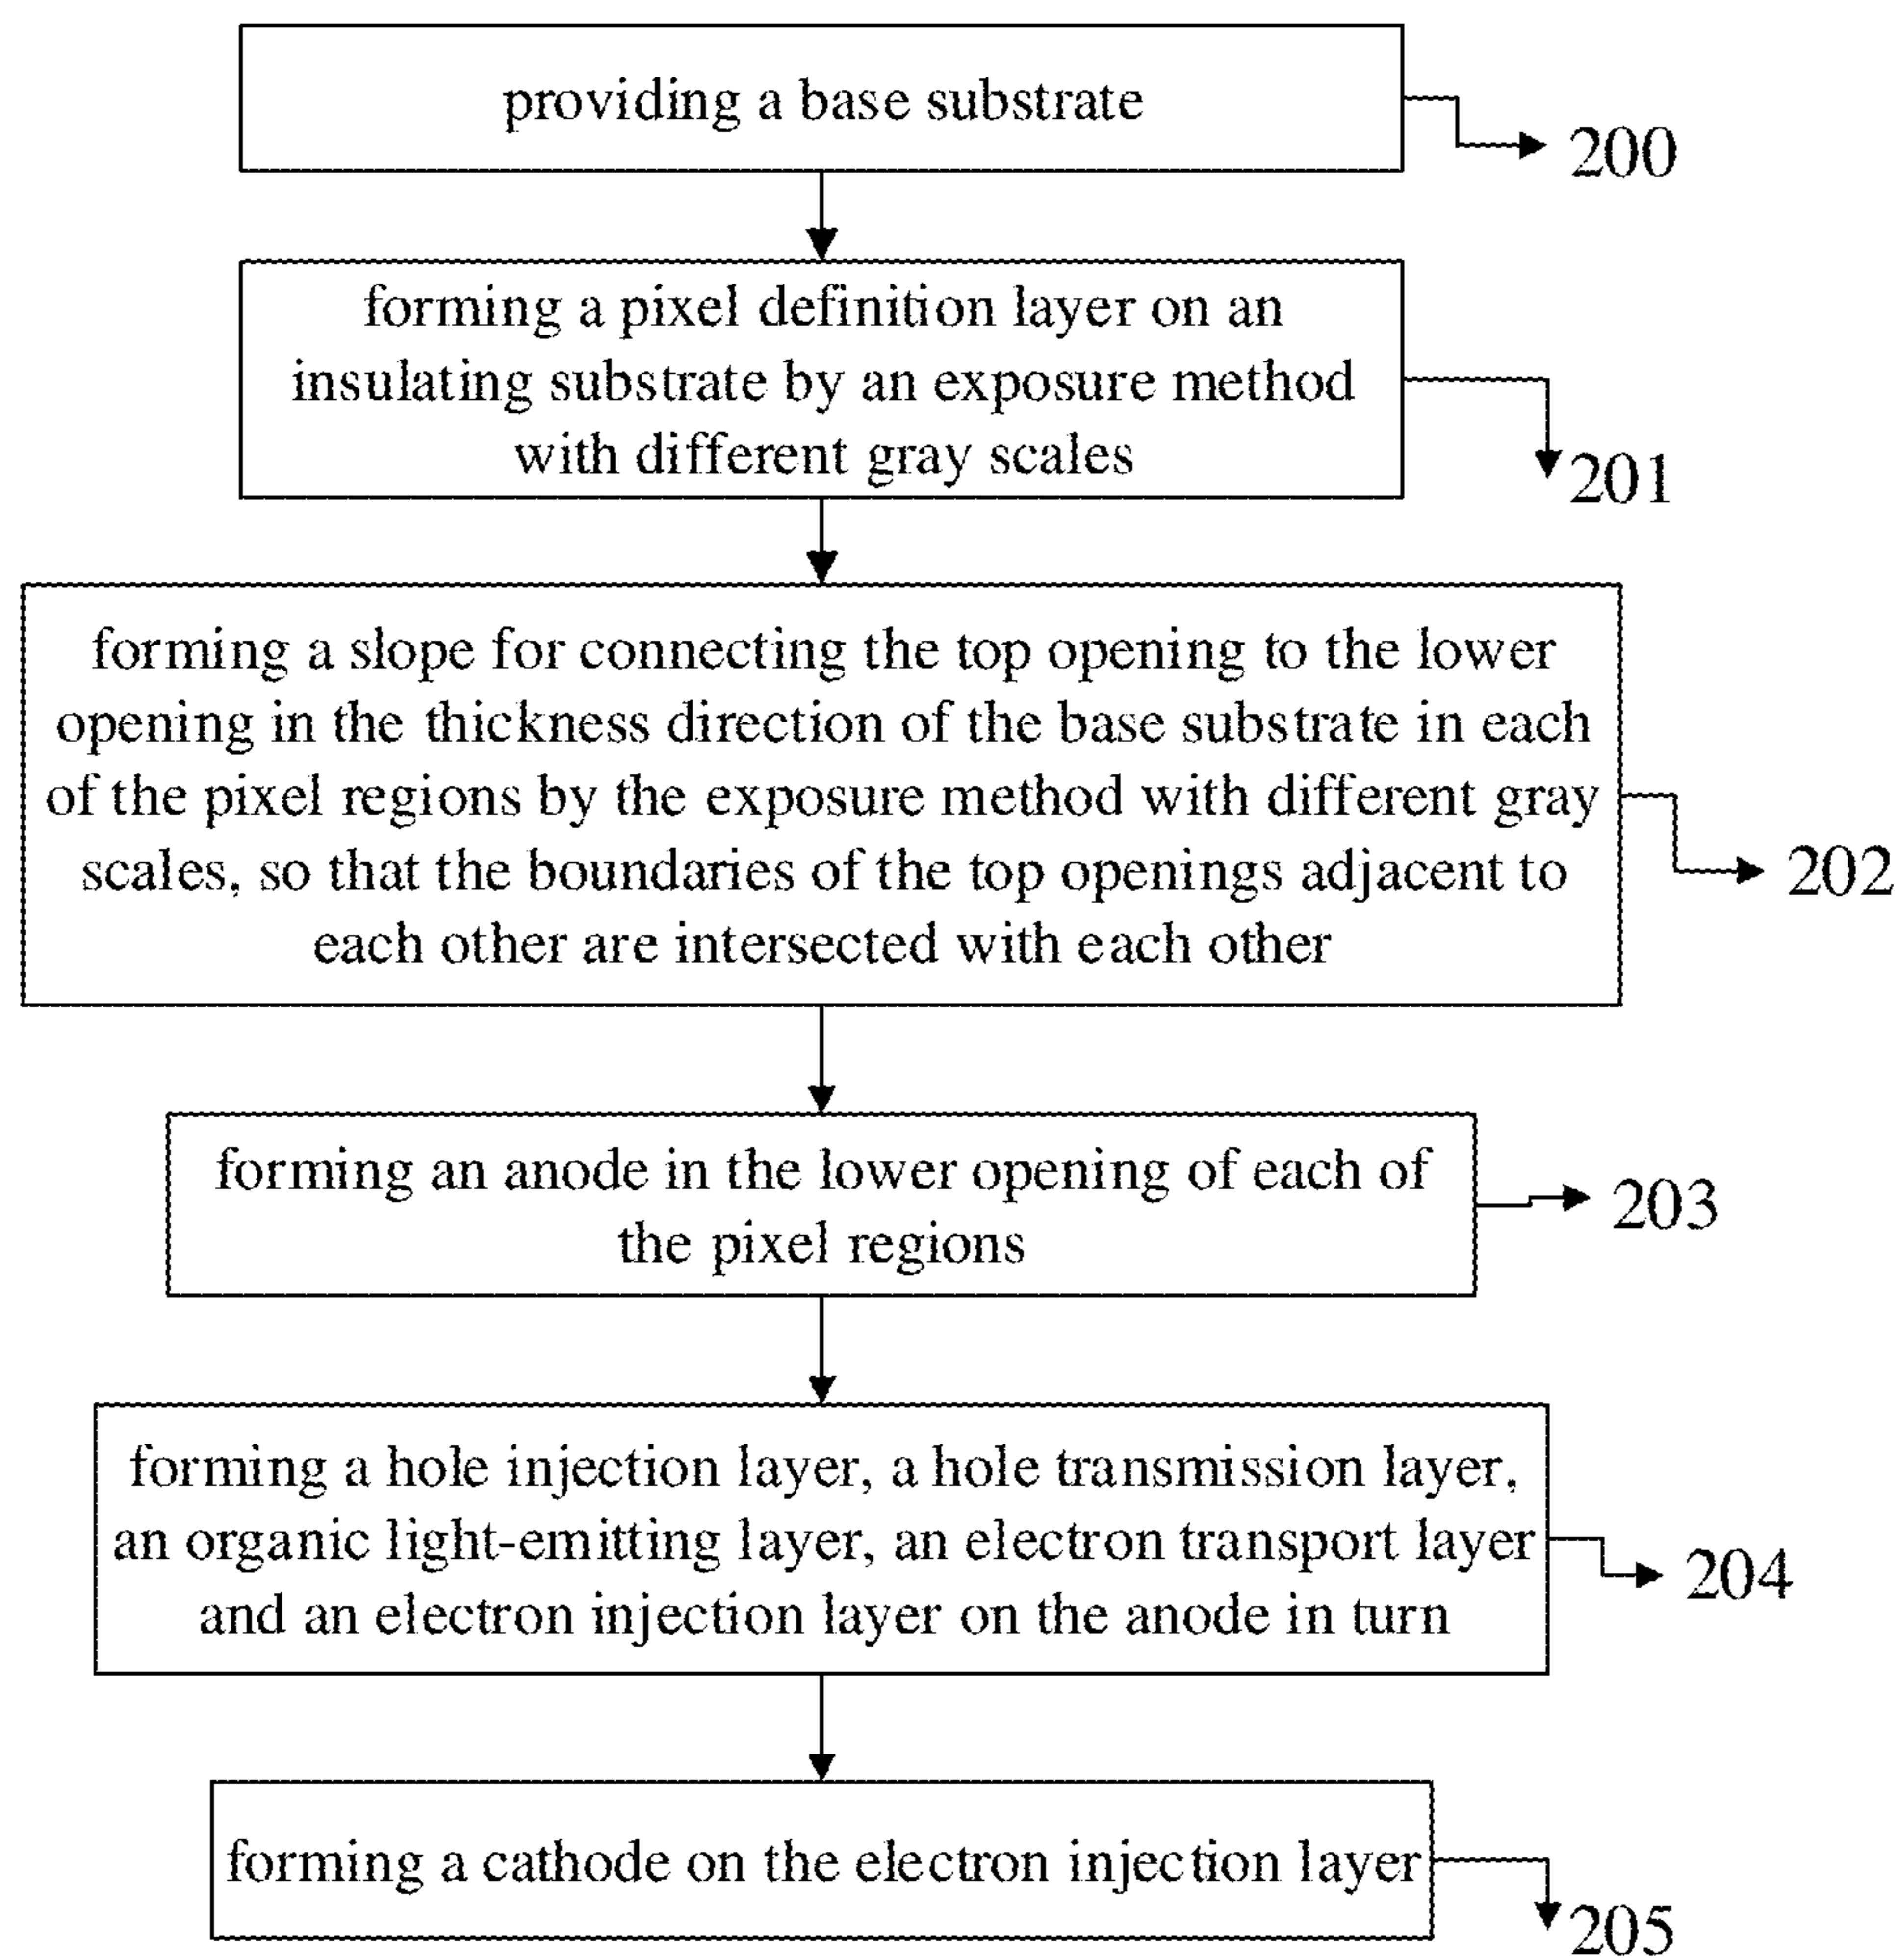 providing a base substrate
200
forming a pixel definition layer on an
insulating substrate by an exposure method
with different gray scales
201
forming a slope for connecting the top opening to the lower
opening in the thickness direction of the base substrate in each
of the pixel regions by the exposure method with different gray
scales, so that the boundaries of the top openings adjacent to
each other are intersected with each other
202
forming an anode in the lower opening of each of
the pixel regions
203
forming a hole injection layer, a hole transmission layer,
an organic light-emitting layer, an electron transport layer
and an electron injection layer on the anode in turn
204
forming a cathode on the electron injection layer
205